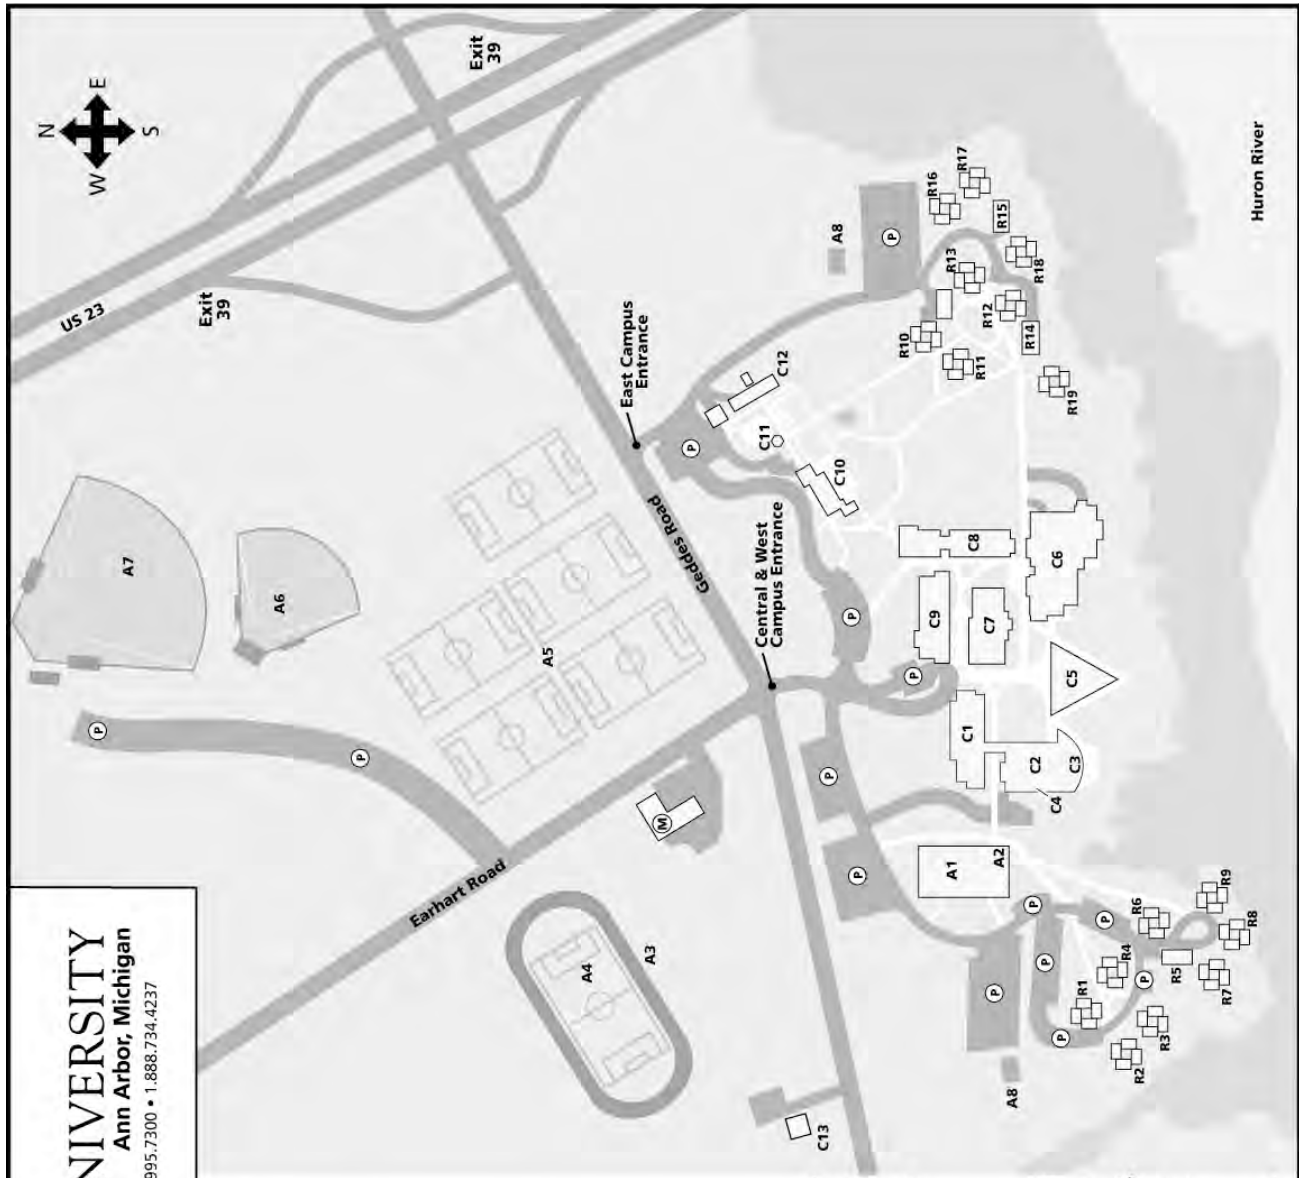 N
W
E
S
US 23
Exit
39
Exit
39
A7
A6
A5
P
P
Earhart Road
Geddes Road
East Campus
Entrance
Central & West
Campus Entrance
M
A3
A4
C13
NIVERSITY
Ann Arbor, Michigan
995.7300 • 1.888.734.4237
A8
P
R16
R17
R15
R13
R18
R12
R10
R14
R11
R19
C12
P
C11
C10
C8
C6
P
C9
C7
P
C5
C1
C2
C3
C4
P
P
A1
A2
P
P
P
P
P
P
R6
R9
R8
R4
R5
R1
R7
R3
R2
A8
Huron River